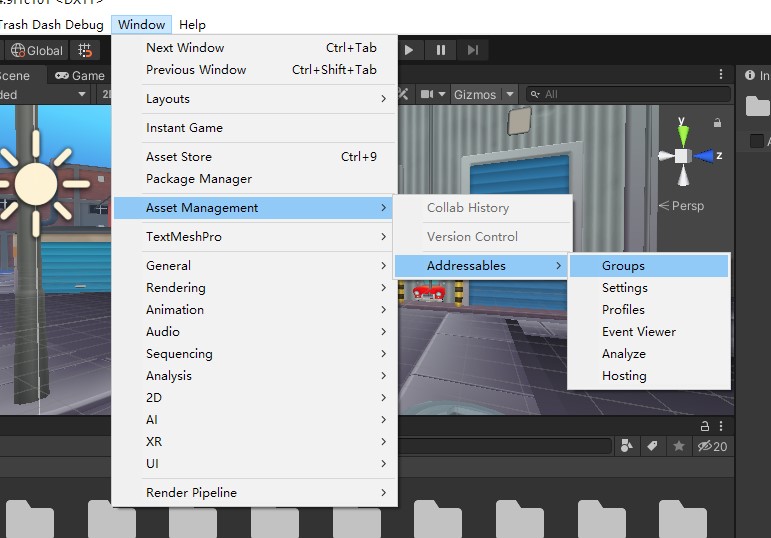 Trash Dash Debug Window Help
Global
Scene Game
2D Gizmos All
Next Window Ctrl+Tab
Previous Window Ctrl+Shift+Tab
Layouts
Instant Game
Asset Store Ctrl+9
Package Manager
Asset Management
TextMeshPro
General
Rendering
Animation
Audio
Sequencing
Analysis
2D
AI
XR
UI
Render Pipeline
Collab History
Version Control
Addressables
Groups
Settings
Profiles
Event Viewer
Analyze
Hosting
y
z
Persp
20